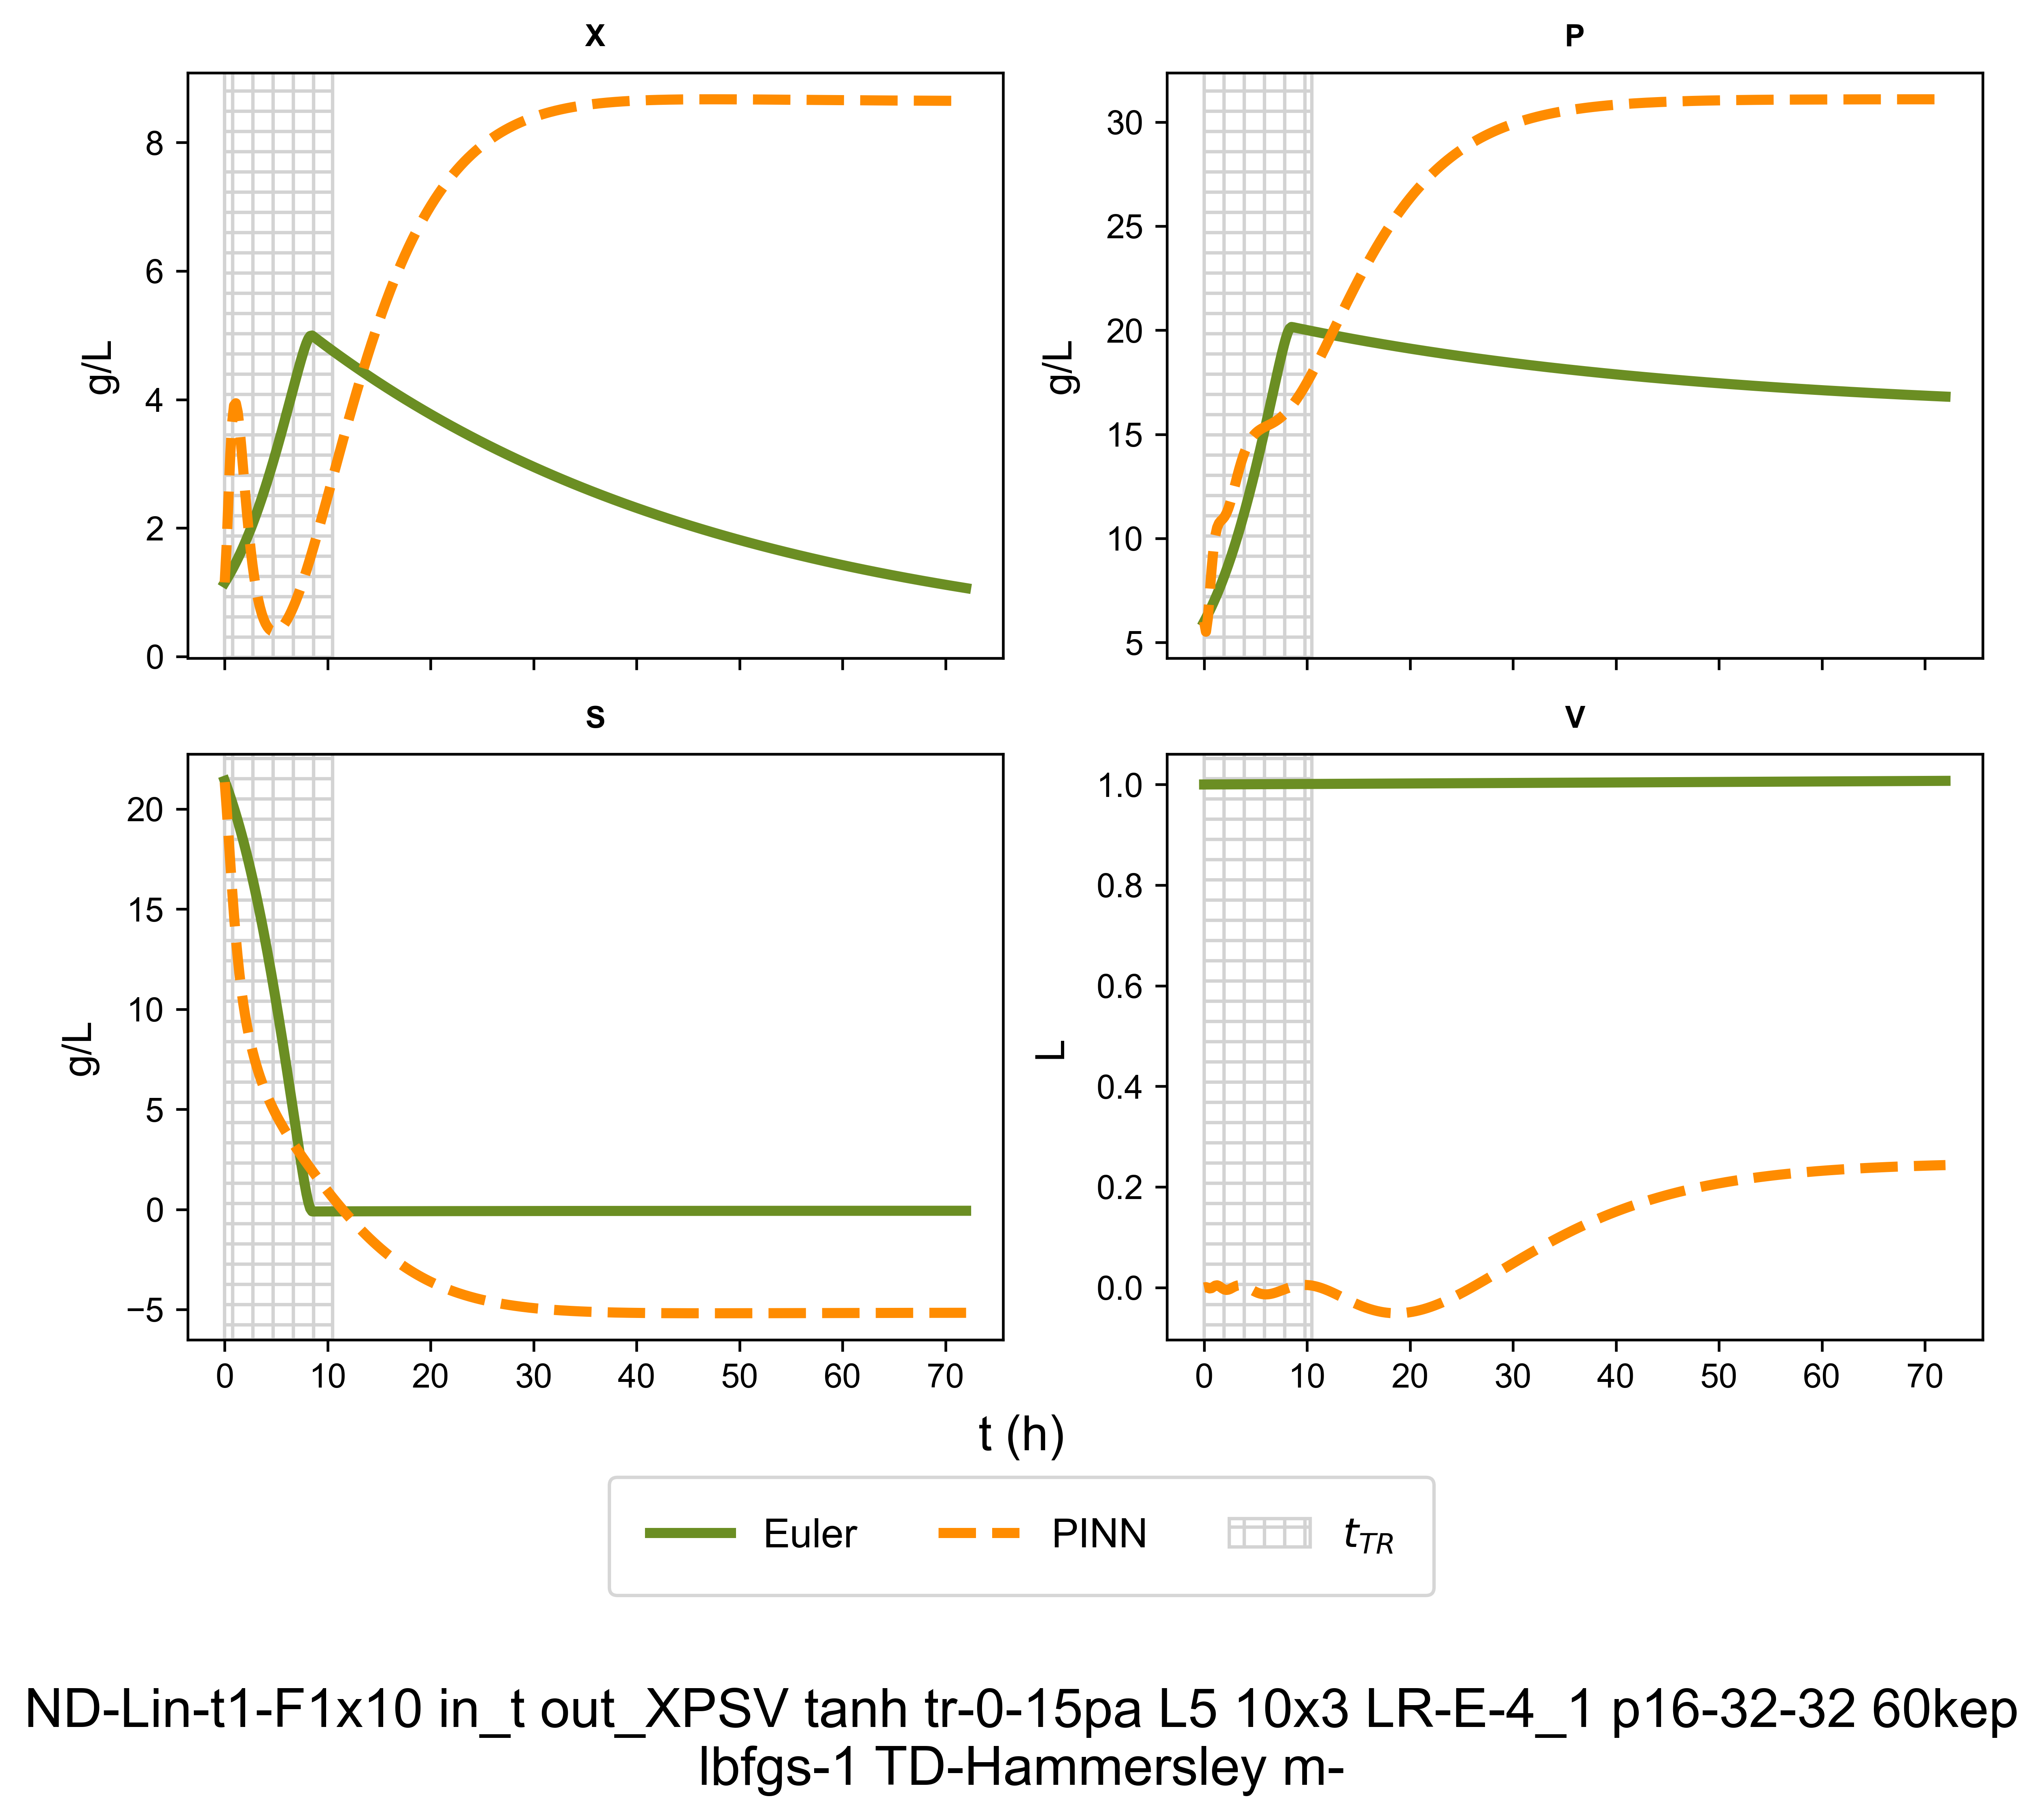 X
P
8
6
4
2
0
g/L
30
25
20
15
10
5
g/L
S
V
20
15
10
5
0
−5
g/L
0 10 20 30 40 50 60 70
1.0
0.8
0.6
0.4
0.2
0.0
L
0 10 20 30 40 50 60 70
t (h)
Euler PINN t_TR
ND-Lin-t1-F1x10 in_t out_XPSV tanh tr-0-15pa L5 10x3 LR-E-4_1 p16-32-32 60kep
lbfgs-1 TD-Hammersley m-